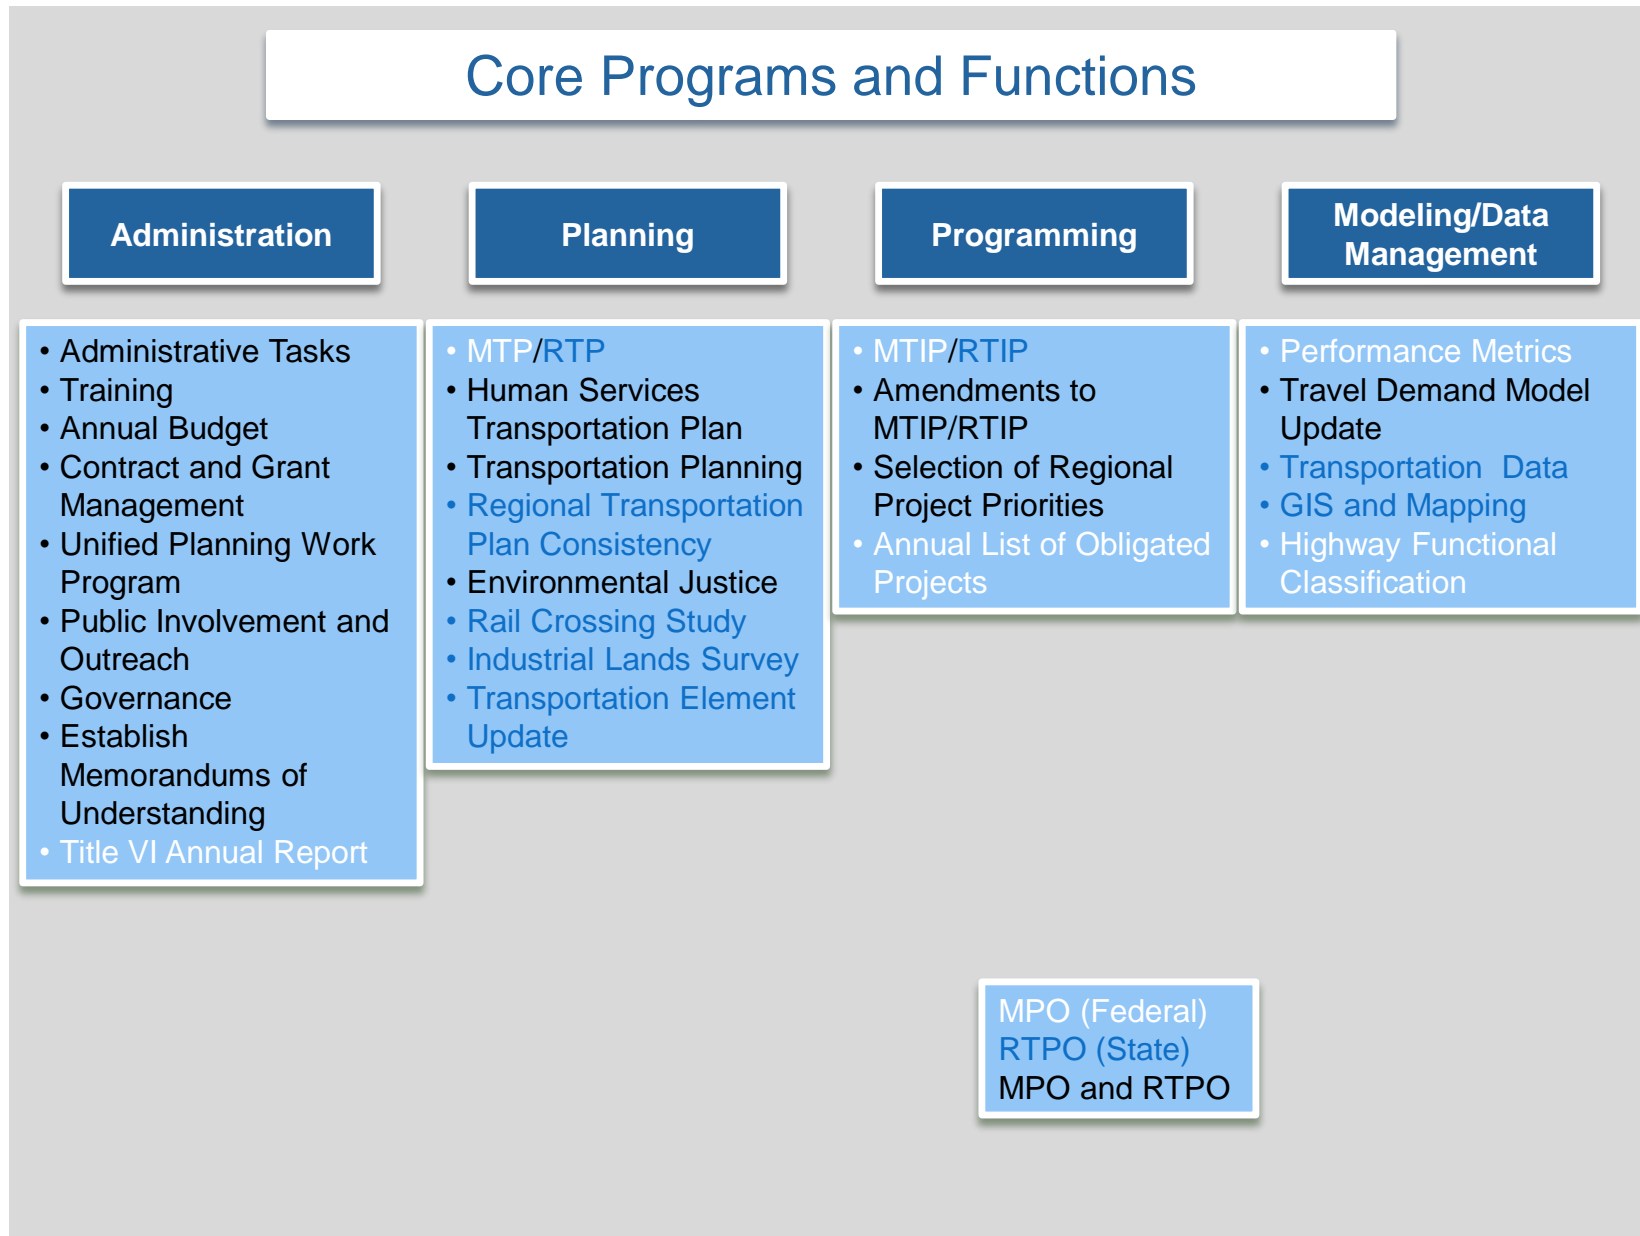 Core Programs and Functions
Administration
• Administrative Tasks
• Training
• Annual Budget
• Contract and Grant
Management
• Unified Planning Work
Program
• Public Involvement and
Outreach
• Governance
• Establish
Memorandums of
Understanding
• Title VI Annual Report
Planning
• MTP/RTP
• Human Services
Transportation Plan
• Transportation Planning
• Regional Transportation
Plan Consistency
• Environmental Justice
• Rail Crossing Study
• Industrial Lands Survey
• Transportation Element
Update
Programming
• MTIP/RTIP
• Amendments to
MTIP/RTIP
• Selection of Regional
Project Priorities
• Annual List of Obligated
Projects
Modeling/Data
Management
• Performance Metrics
• Travel Demand Model
Update
• Transportation  Data
• GIS and Mapping
• Highway Functional
Classification
MPO (Federal)
RTPO (State)
MPO and RTPO